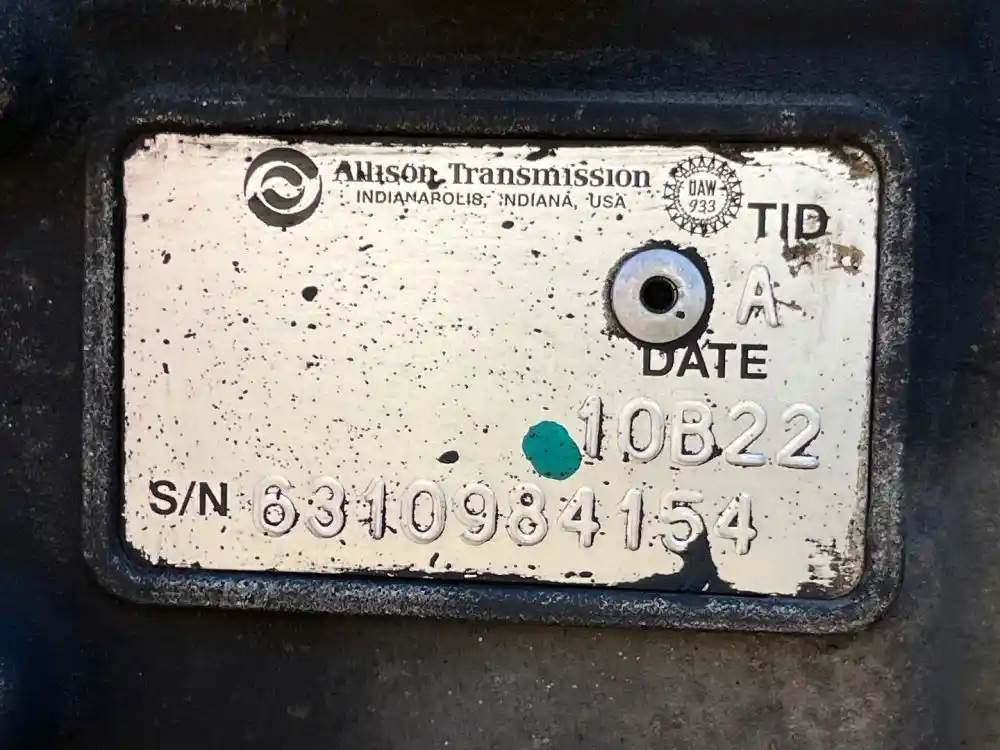 Allison Transmission
INDIANAPOLIS, INDIANA, USA
UAW
933
TID
A
DATE
10B22
S/N 6310984154